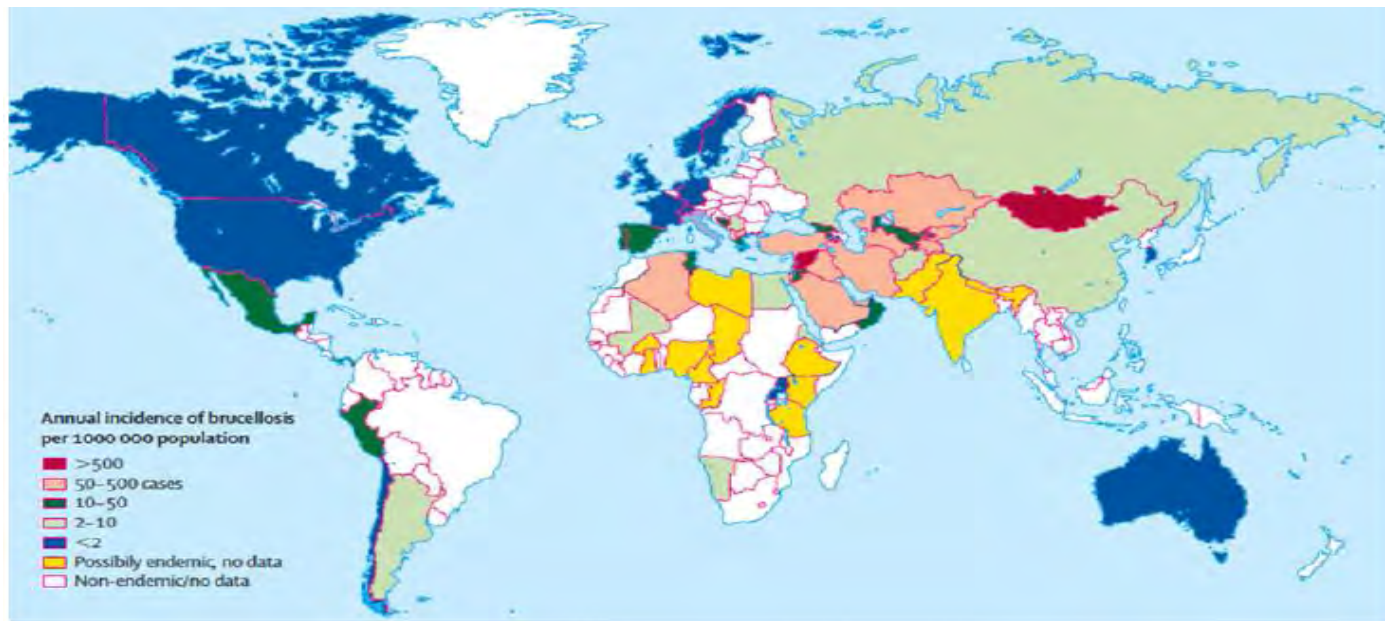 Annual incidence of brucellosis
per 1000 000 population
>500
50–500 cases
10–50
2–10
<2
Possibily endemic, no data
Non-endemic/no data